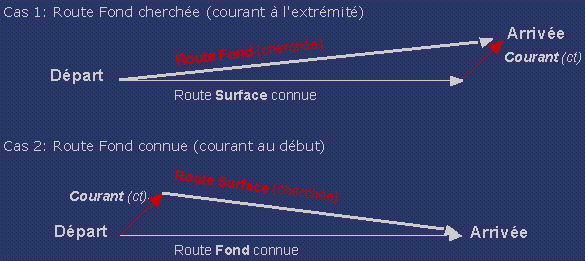 Cas 1: Route Fond cherchée (courant à l'extrémité)
Route Fond (cherchée)
Arrivée
Courant (ct)
Départ
Route Surface connue
Cas 2: Route Fond connue (courant au début)
Route Surface (cherchée)
Courant (ct)
Départ
Arrivée
Route Fond connue